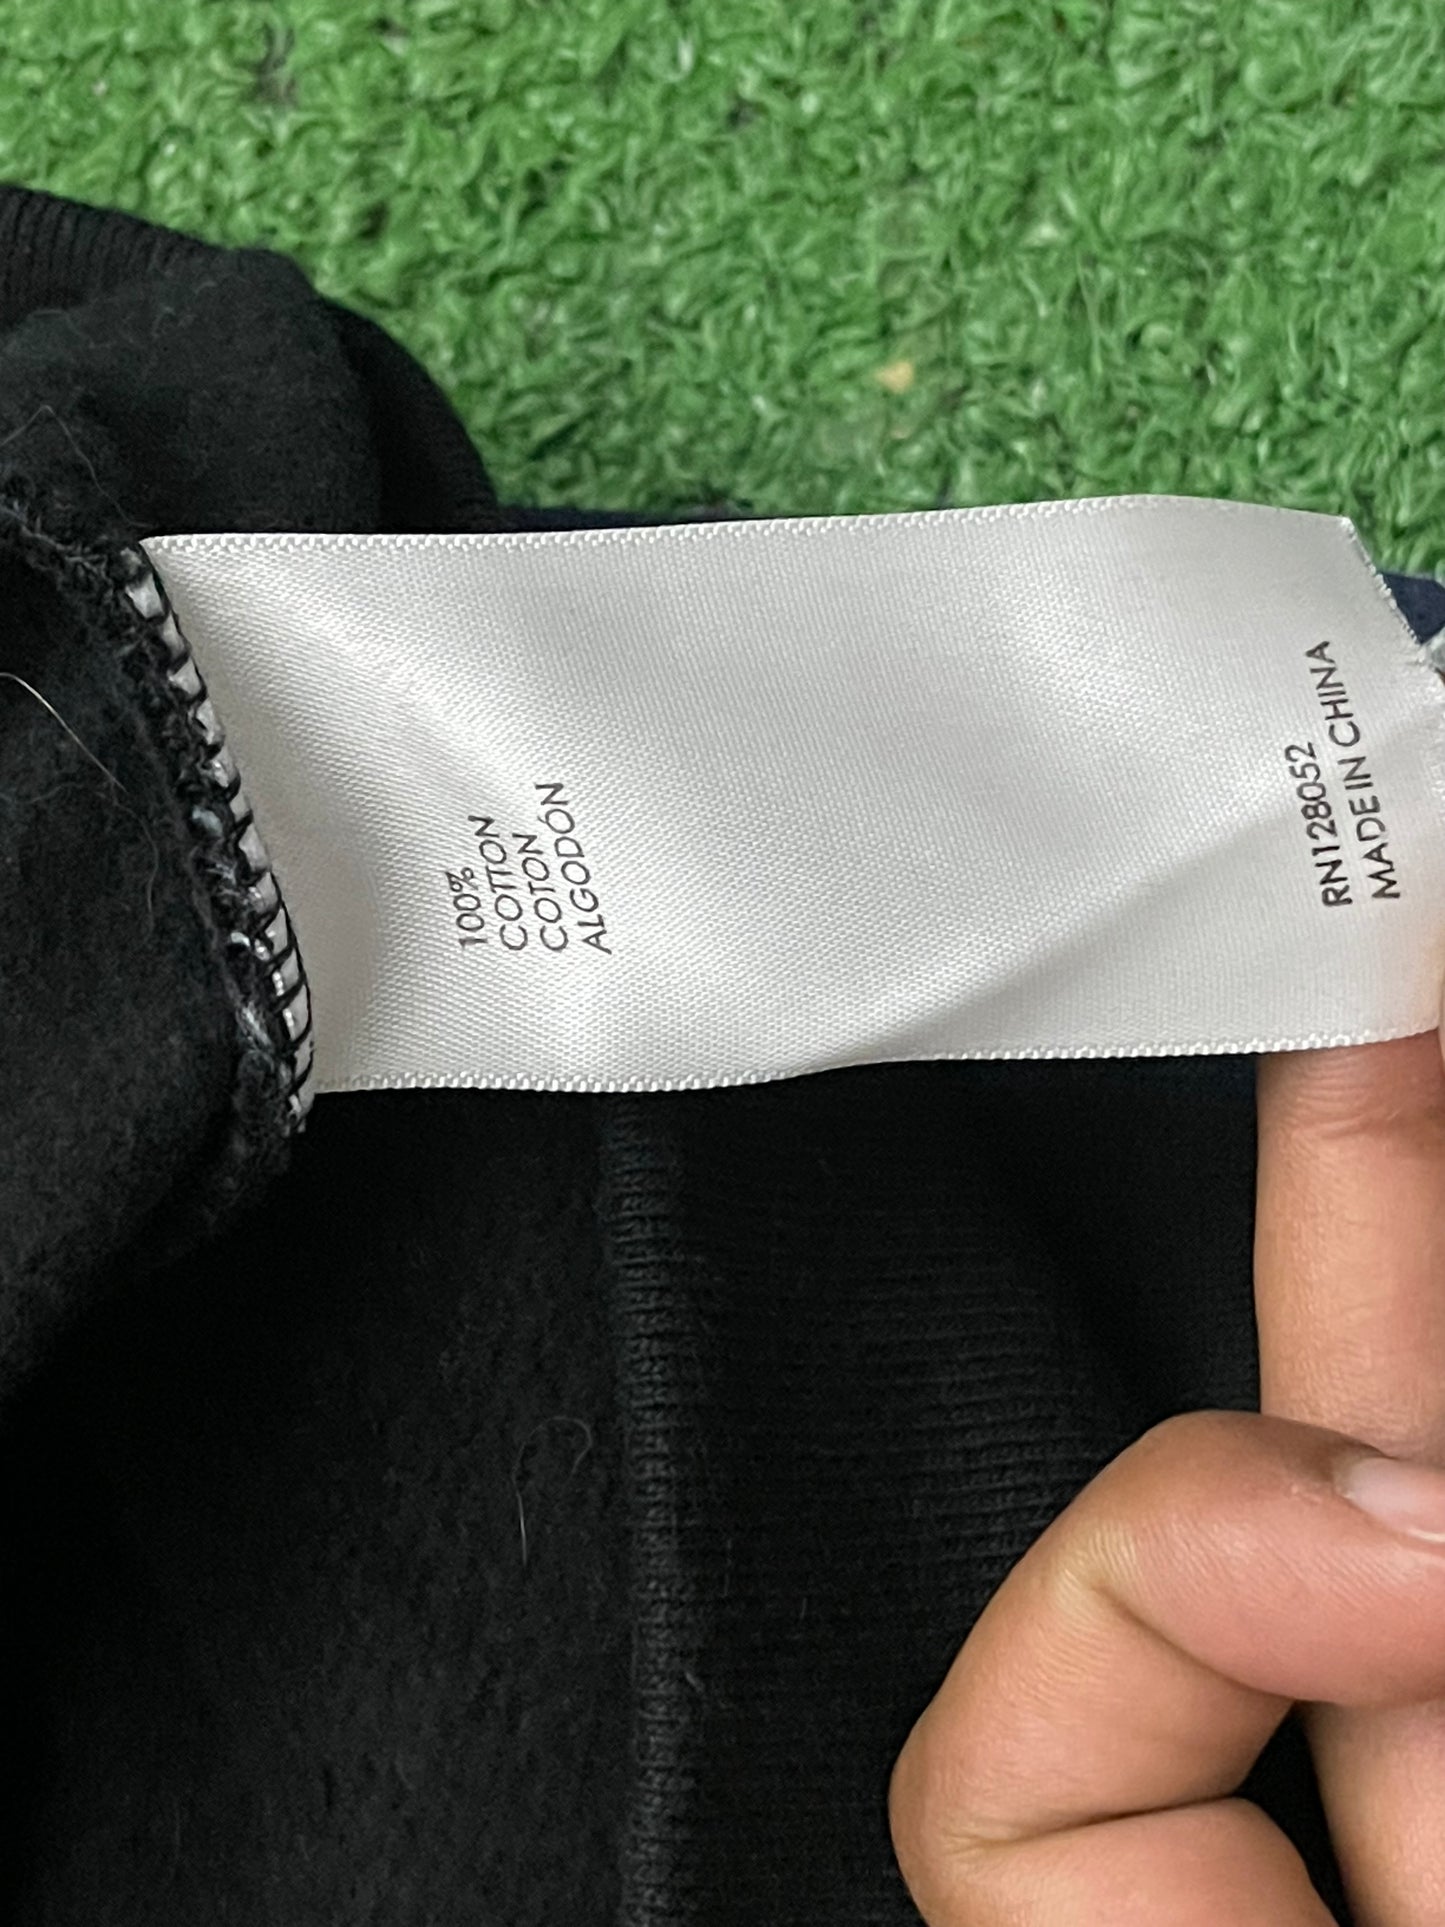 100%
COTTON
COTON
ALGODÓN
RN128052
MADE IN CHINA